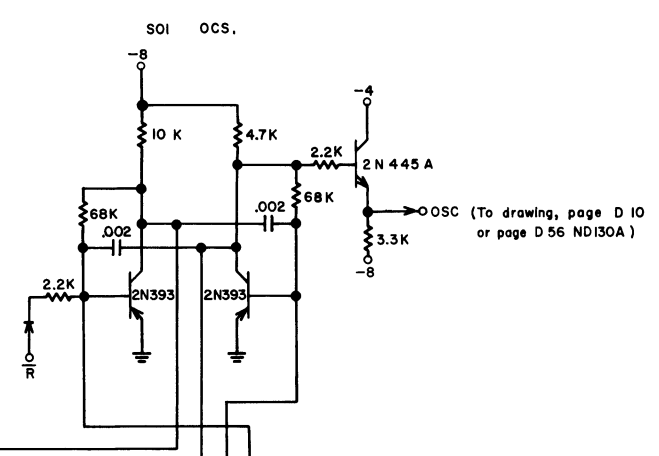 SOI OCS.
-8
-4
10 K
4.7K
2.2K
2N445A
68K
68K
.002
.002
OSC (To drawing, page D 10
or page D 56 ND130A)
3.3K
-8
2.2K
2N393
2N393
R